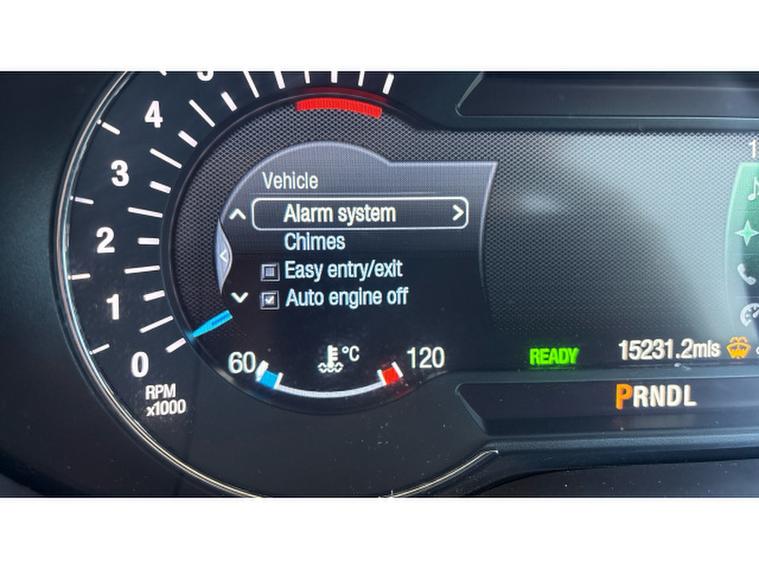 5
4
3
2
1
0
RPM
x1000
Vehicle
Alarm system
Chimes
Easy entry/exit
Auto engine off
60 °C 120
READY 15231.2mls
PRNDL